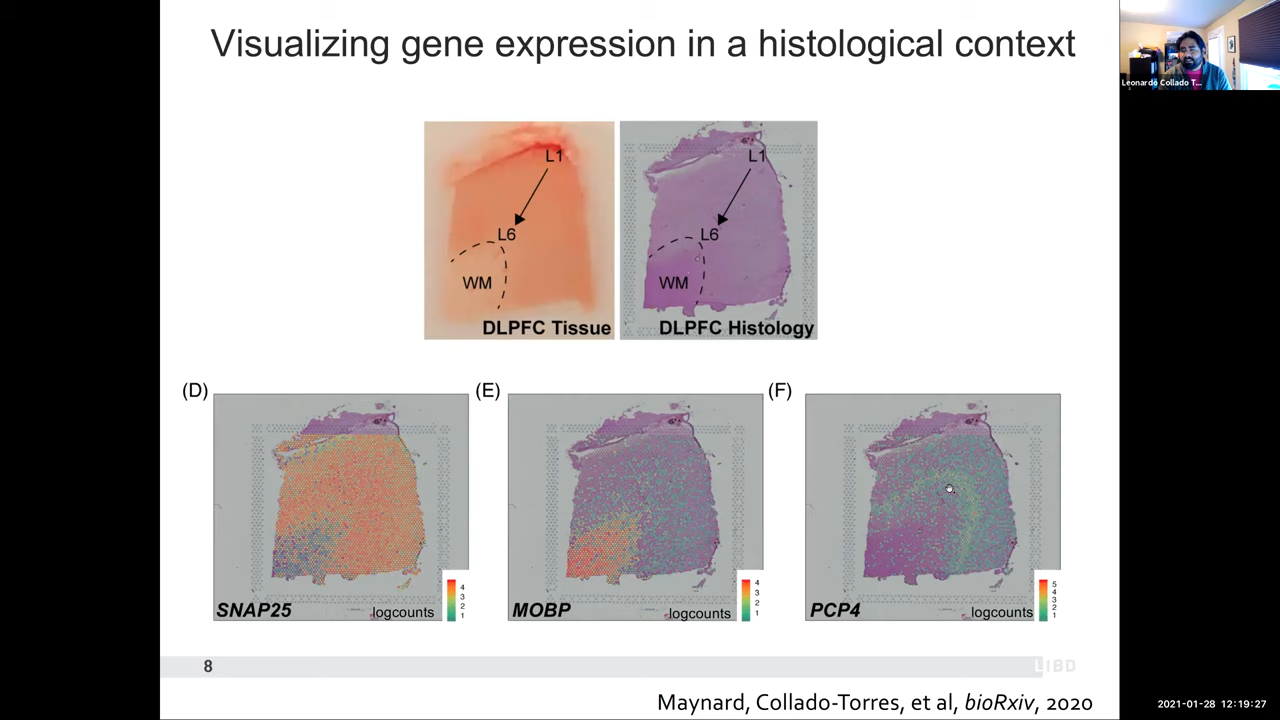 Visualizing gene expression in a histological context
Leonardo Collado T...
L1
L6
WM
DLPFC Tissue
L1
L6
WM
DLPFC Histology
(D)
4
3
2
1
SNAP25
logcounts
(E)
4
3
2
1
MOBP
logcounts
(F)
5
4
3
2
1
PCP4
logcounts
8
LIBD
Maynard, Collado-Torres, et al, bioRxiv, 2020
2021-01-28 12:19:27